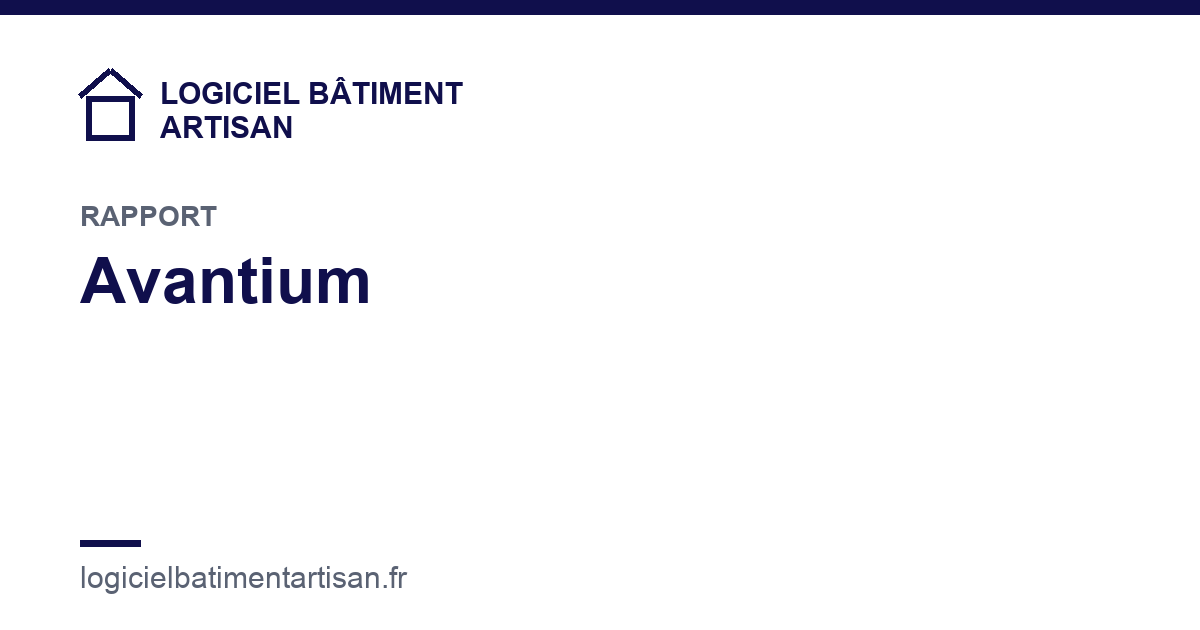 LOGICIEL BÂTIMENT
ARTISAN
RAPPORT
Avantium
logicielbatimentartisan.fr